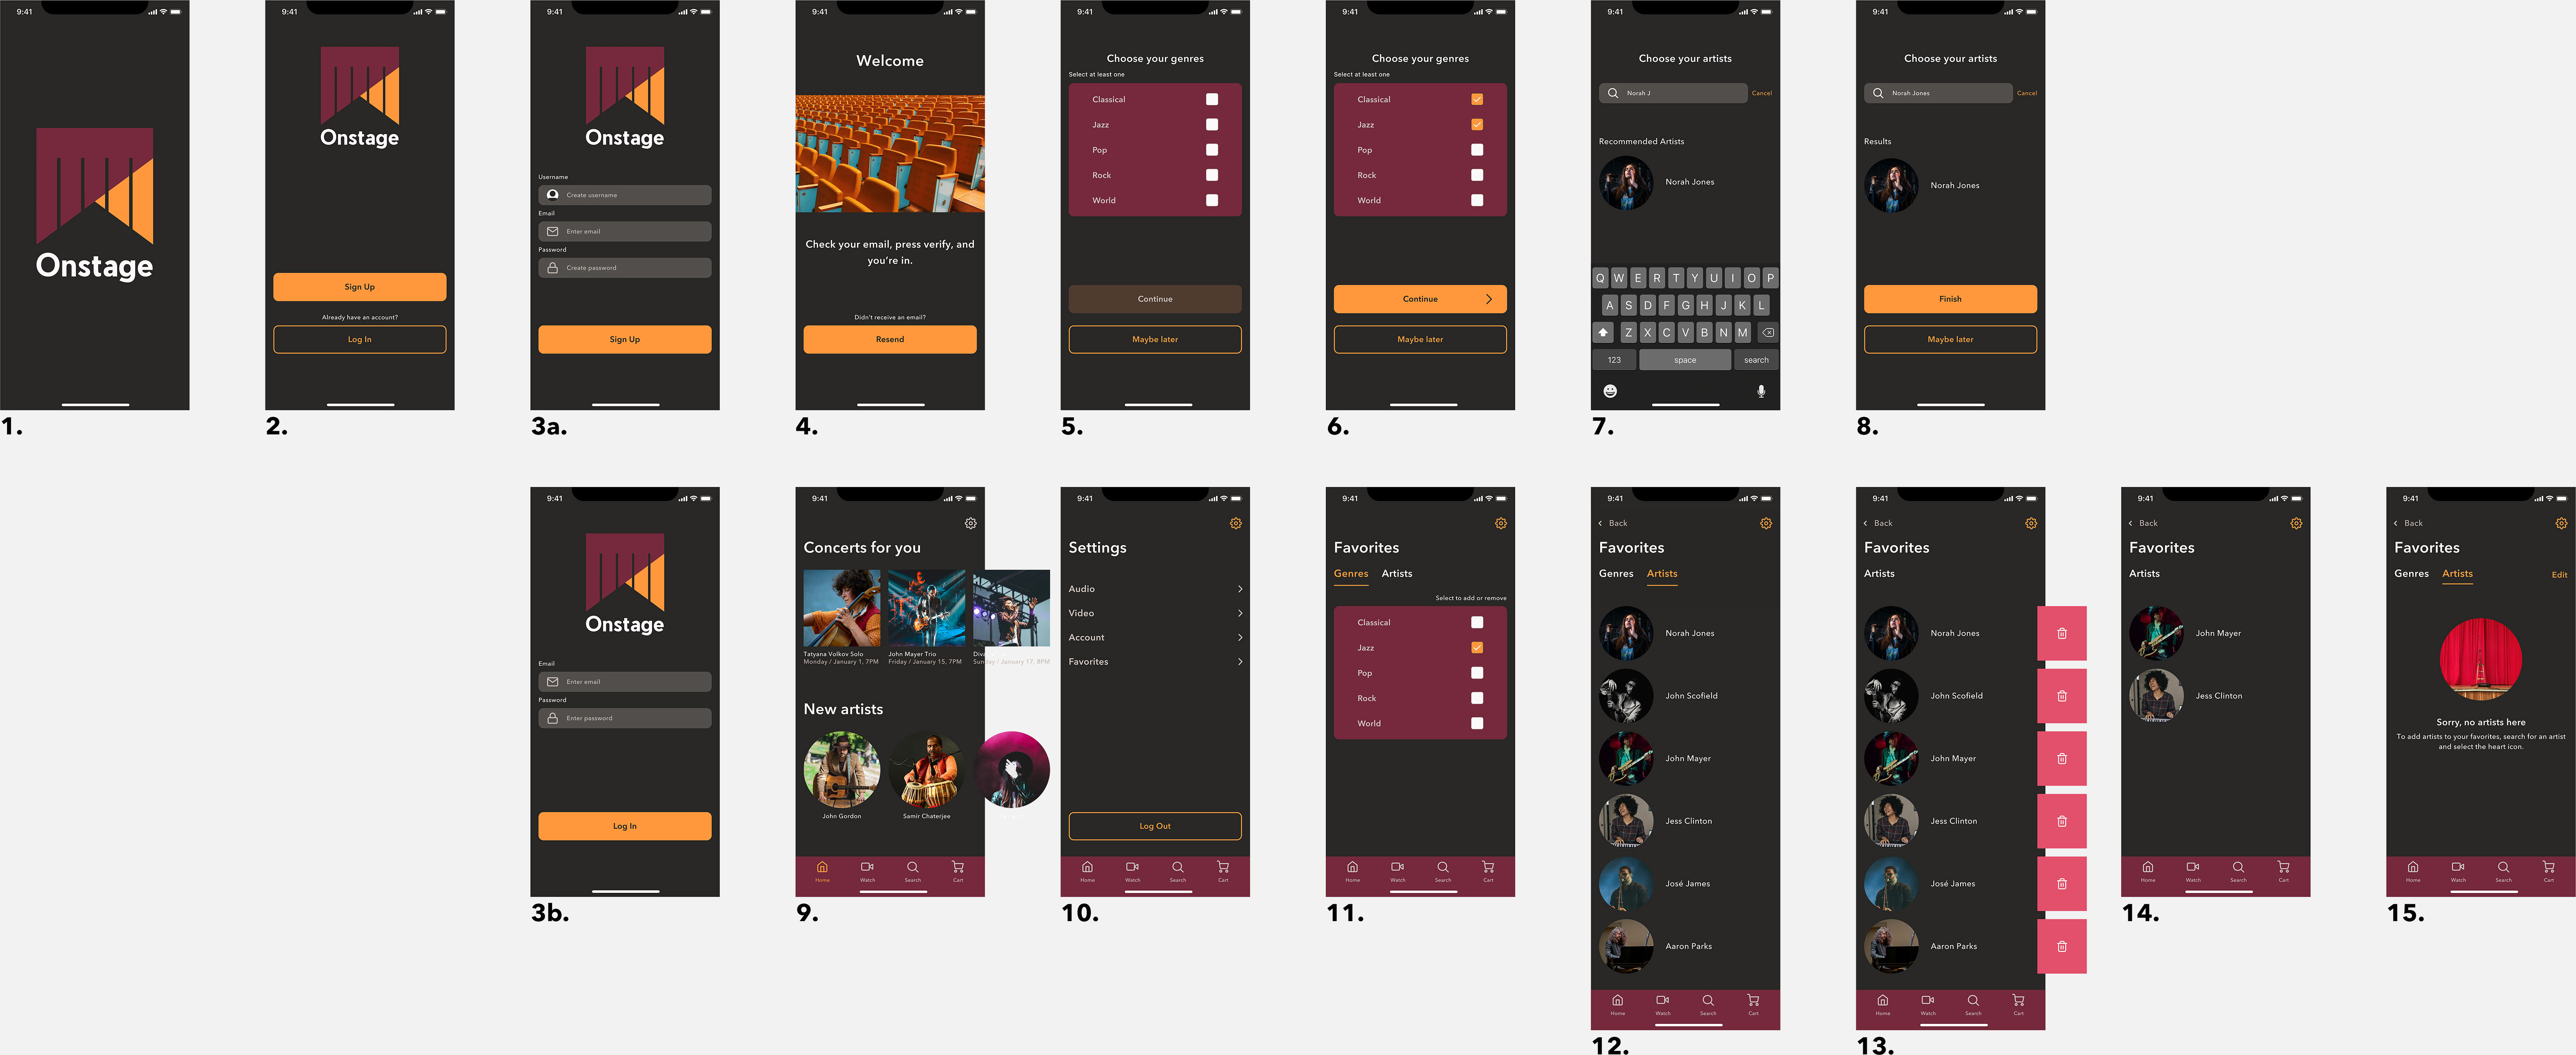 9:41
Onstage
1.
9:41
Onstage
Sign Up
Already have an account?
Log In
2.
9:41
Onstage
Username
Create username
Email
Enter email
Password
Create password
Sign Up
3a.
9:41
Welcome
Check your email, press verify, and
you're in.
Didn't receive an email?
Resend
4.
9:41
Choose your genres
Select at least one
Classical
Jazz
Pop
Rock
World
Continue
Maybe later
5.
9:41
Choose your genres
Select at least one
Classical
Jazz
Pop
Rock
World
Continue
Maybe later
6.
9:41
Choose your artists
Norah J
Cancel
Recommended Artists
Norah Jones
Q W E R T Y U I O P
A S D F G H J K L
Z X C V B N M
123 space search
7.
9:41
Choose your artists
Norah Jones
Cancel
Results
Norah Jones
Finish
Maybe later
8.
Onstage
Email
Enter email
Password
Enter password
Log In
3b.
9:41
Concerts for you
Tatyana Volkov Solo
Monday / January 1, 7PM
John Mayer Trio
Friday / January 15, 7PM
Diva
Sunday / January 17, 8PM
New artists
John Gordon
Samir Chaterjee
Home Watch Search Cart
9.
9:41
Settings
Audio
Video
Account
Favorites
Log Out
Home Watch Search Cart
10.
9:41
Favorites
Genres Artists
Select to add or remove
Classical
Jazz
Pop
Rock
World
Home Watch Search Cart
11.
9:41
Back
Favorites
Genres Artists
Norah Jones
John Scofield
John Mayer
Jess Clinton
José James
Aaron Parks
Home Watch Search Cart
12.
9:41
Back
Favorites
Artists
Norah Jones
John Scofield
John Mayer
Jess Clinton
José James
Aaron Parks
Home Watch Search Cart
13.
9:41
Back
Favorites
Artists
John Mayer
Jess Clinton
Home Watch Search Cart
14.
9:41
Back
Favorites
Genres Artists Edit
Sorry, no artists here
To add artists to your favorites, search for an artist
and select the heart icon.
Home Watch Search Cart
15.